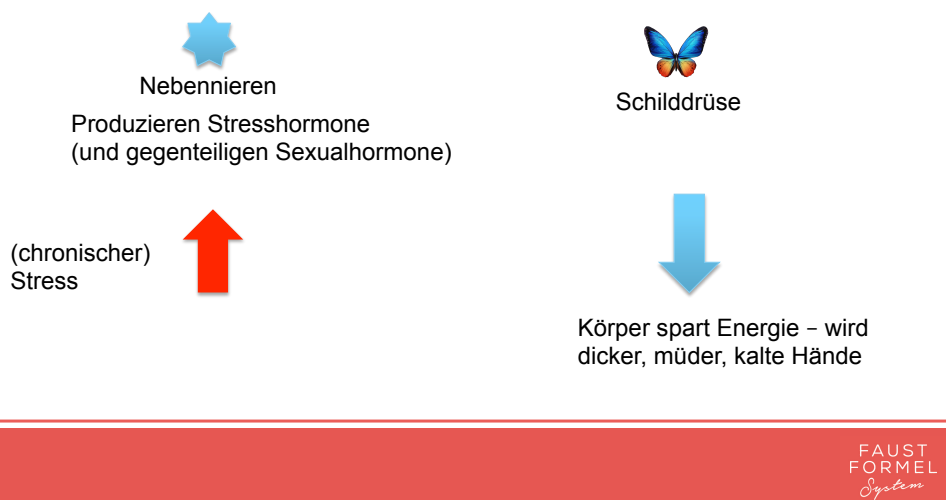 Nebennieren
Produzieren Stresshormone
(und gegenteiligen Sexualhormone)
(chronischer)
Stress
Schilddrüse
Körper spart Energie – wird
dicker, müder, kalte Hände
FAUST
FORMEL
System